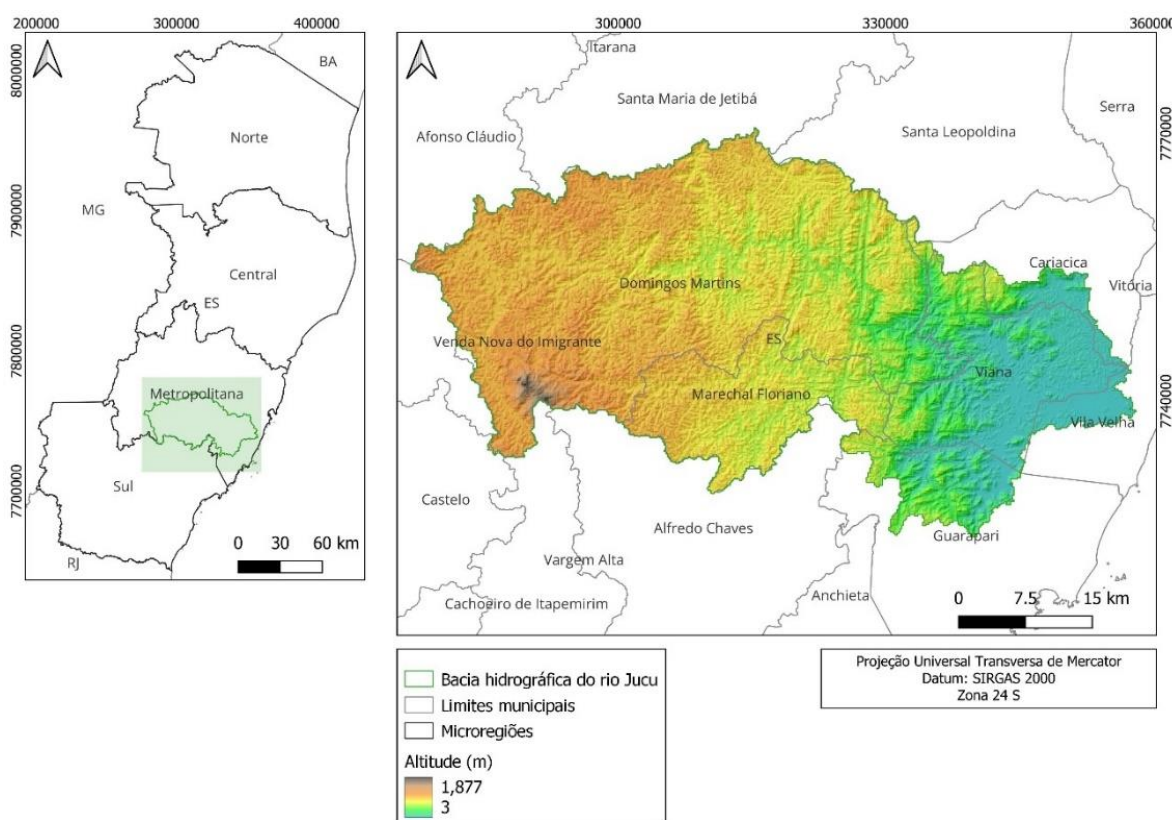 200000 300000 400000
8000000
7900000
7800000
7700000
BA
Norte
MG
Central
ES
Metropolitana
Sul
RJ
0 30 60 km
300000 330000 360000
7770000
7740000
Itarana
Santa Maria de Jetibá
Serra
Afonso Cláudio
Santa Leopoldina
Cariacica
Vitória
Domingos Martins
Venda Nova do Imigrante
ES
Viana
Marechal Floriano
Vila Velha
Castelo
Alfredo Chaves
Guarapari
Vargem Alta
Cachoeiro de Itapemirim
Anchieta
0 7.5 15 km
Bacia hidrográfica do rio Jucu
Limites municipais
Microregiões
Altitude (m)
1,877
3
Projeção Universal Transversa de Mercator
Datum: SIRGAS 2000
Zona 24 S